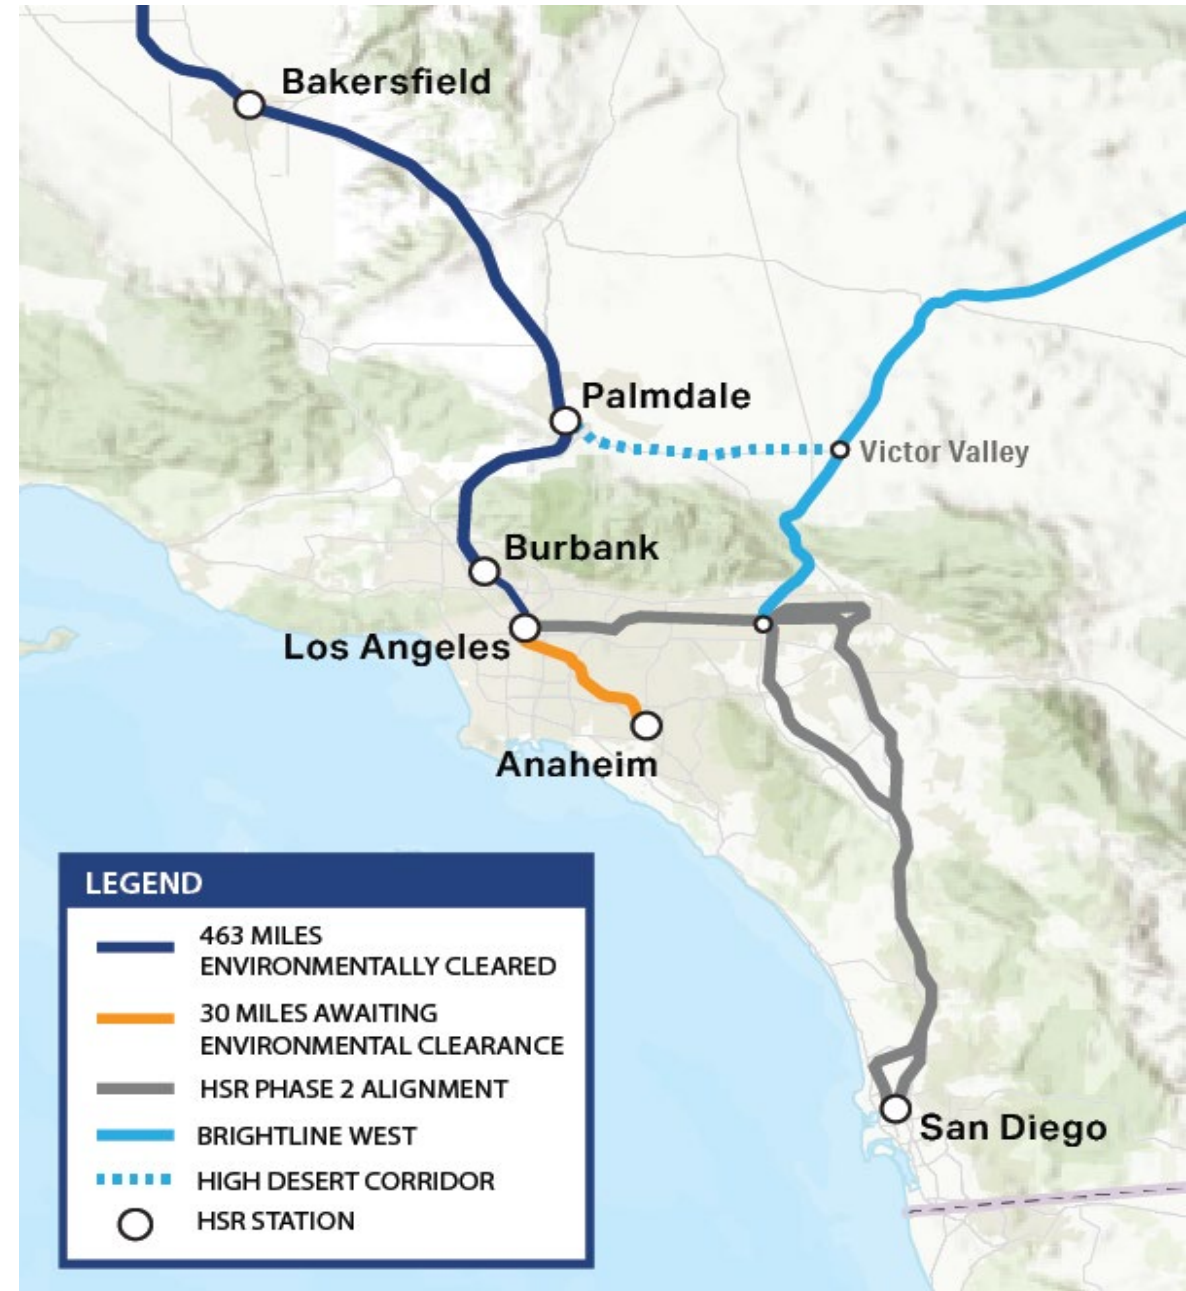 Bakersfield
Palmdale
Victor Valley
Burbank
Los Angeles
Anaheim
LEGEND
463 MILES
ENVIRONMENTALLY CLEARED
30 MILES AWAITING
ENVIRONMENTAL CLEARANCE
HSR PHASE 2 ALIGNMENT
BRIGHTLINE WEST
HIGH DESERT CORRIDOR
HSR STATION
San Diego